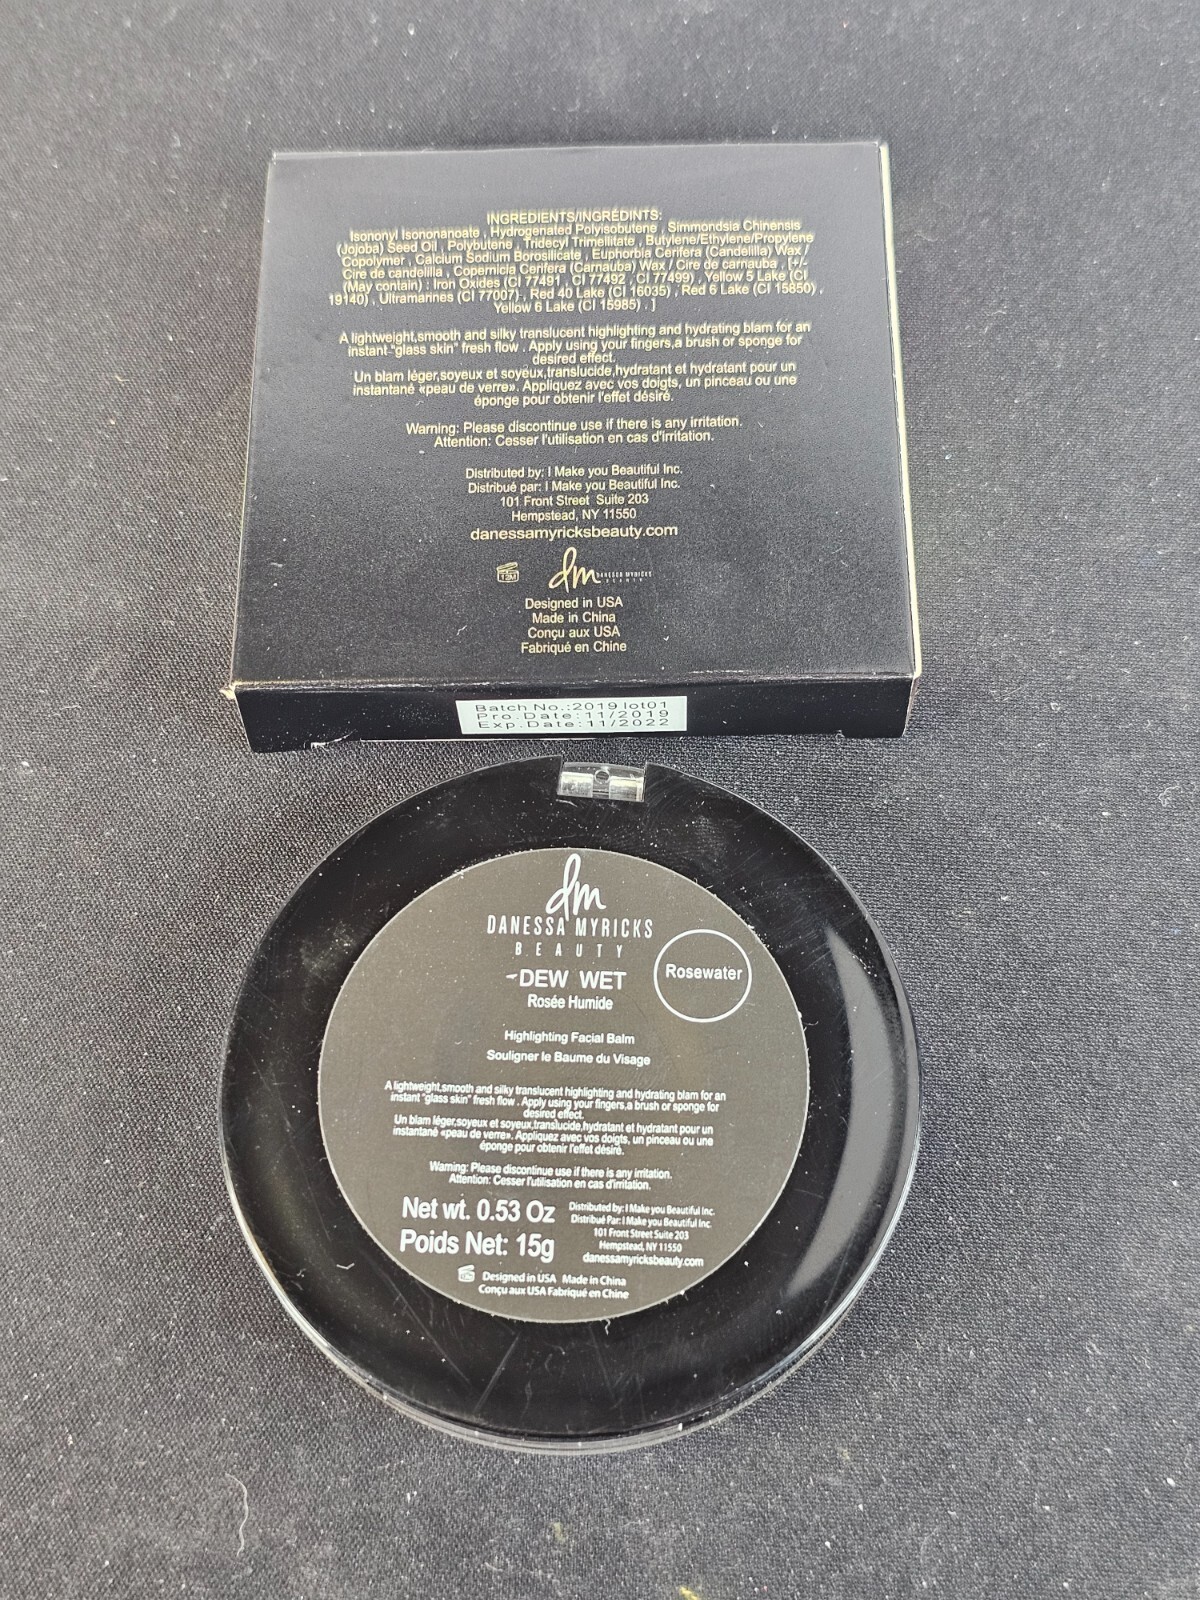 INGREDIENTS/INGRÉDINTS:
Isononyl Isononanoate , Hydrogenated Polyisobutene , Simmondsia Chinensis
(Jojoba) Seed Oil , Polybutene , Tridecyl Trimellitate , Butylene/Ethylene/Propylene
Copolymer , Calcium Sodium Borosilicate , Euphorbia Cerifera (Candelilla) Wax /
Cire de candelilla , Copernicia Cerifera (Carnauba) Wax / Cire de carnauba , [+/-
(May contain) : Iron Oxides (CI 77491 , CI 77492 , CI 77499) , Yellow 5 Lake (CI
19140) , Ultramarines (CI 77007) , Red 40 Lake (CI 16035) , Red 6 Lake (CI 15850) ,
Yellow 6 Lake (CI 15985) . ]
A lightweight,smooth and silky translucent highlighting and hydrating blam for an
instant "glass skin" fresh flow . Apply using your fingers,a brush or sponge for
desired effect.
Un blam léger,soyeux et soyeux,translucide,hydratant et hydratant pour un
instantané «peau de verre». Appliquez avec vos doigts, un pinceau ou une
éponge pour obtenir l'effet désiré.
Warning: Please discontinue use if there is any irritation.
Attention: Cesser l'utilisation en cas d'irritation.
Distributed by: I Make you Beautiful Inc.
Distribué par: I Make you Beautiful Inc.
101 Front Street Suite 203
Hempstead, NY 11550
danessamyricksbeauty.com
12M dm DANESSA MYRICKS
BEAUTY
Designed in USA
Made in China
Conçu aux USA
Fabriqué en Chine
Batch No.:2019 lot01
Pro.Date:11/2019
Exp.Date:11/2022
dm
DANESSA MYRICKS
BEAUTY
DEW WET
Rosewater
Rosée Humide
Highlighting Facial Balm
Souligner le Baume du Visage
A lightweight,smooth and silky translucent highlighting and hydrating blam for an
instant "glass skin" fresh flow . Apply using your fingers,a brush or sponge for
desired effect.
Un blam léger,soyeux et soyeux,translucide,hydratant et hydratant pour un
instantané «peau de verre». Appliquez avec vos doigts, un pinceau ou une
éponge pour obtenir l'effet désiré.
Warning: Please discontinue use if there is any irritation.
Attention: Cesser l'utilisation en cas d'irritation.
Net wt. 0.53 Oz
Poids Net: 15g
Distributed by: I Make you Beautiful Inc.
Distribué Par: I Make you Beautiful Inc.
101 Front Street Suite 203
Hempstead, NY 11550
danessamyricksbeauty.com
Designed in USA Made in China
Conçu aux USA Fabriqué en Chine